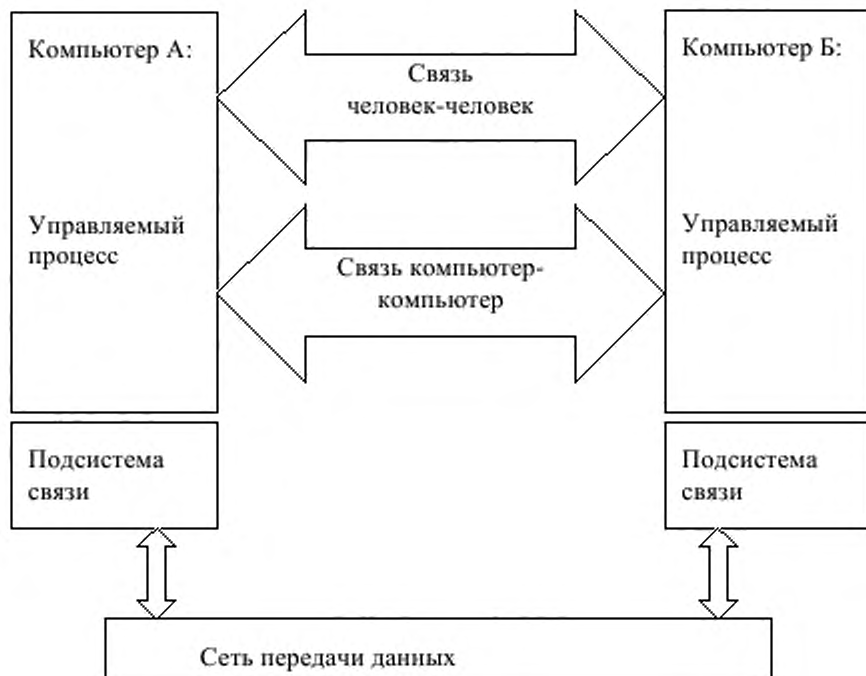 Компьютер А:
Управляемый
процесс
Связь
человек-человек
Связь компьютер-
компьютер
Компьютер Б:
Управляемый
процесс
Подсистема
связи
Подсистема
связи
Сеть передачи данных